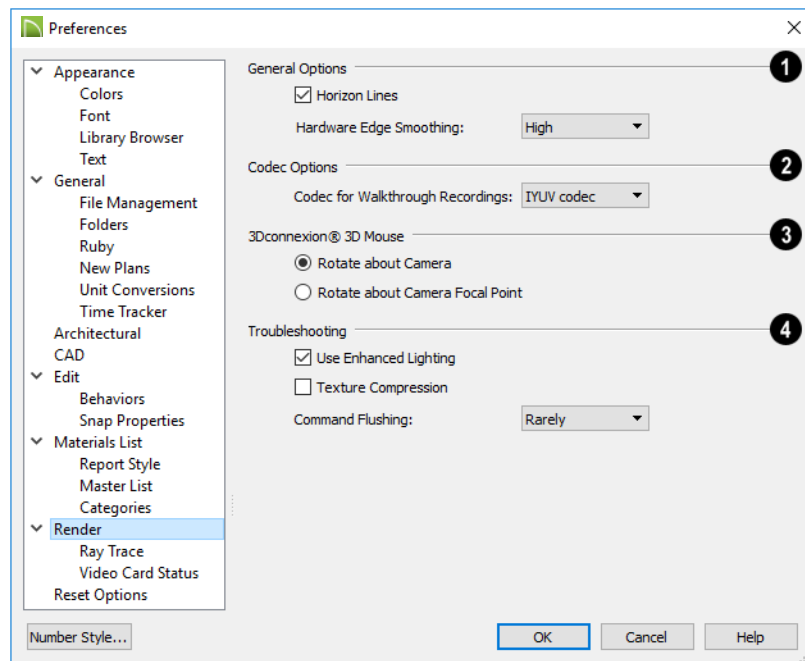 Preferences
Appearance
Colors
Font
Library Browser
Text
General
File Management
Folders
Ruby
New Plans
Unit Conversions
Time Tracker
Architectural
CAD
Edit
Behaviors
Snap Properties
Materials List
Report Style
Master List
Categories
Render
Ray Trace
Video Card Status
Reset Options
General Options 1
Horizon Lines
Hardware Edge Smoothing: High
Codec Options 2
Codec for Walkthrough Recordings: IYUV codec
3Dconnexion® 3D Mouse 3
Rotate about Camera
Rotate about Camera Focal Point
Troubleshooting 4
Use Enhanced Lighting
Texture Compression
Command Flushing: Rarely
Number Style... OK Cancel Help